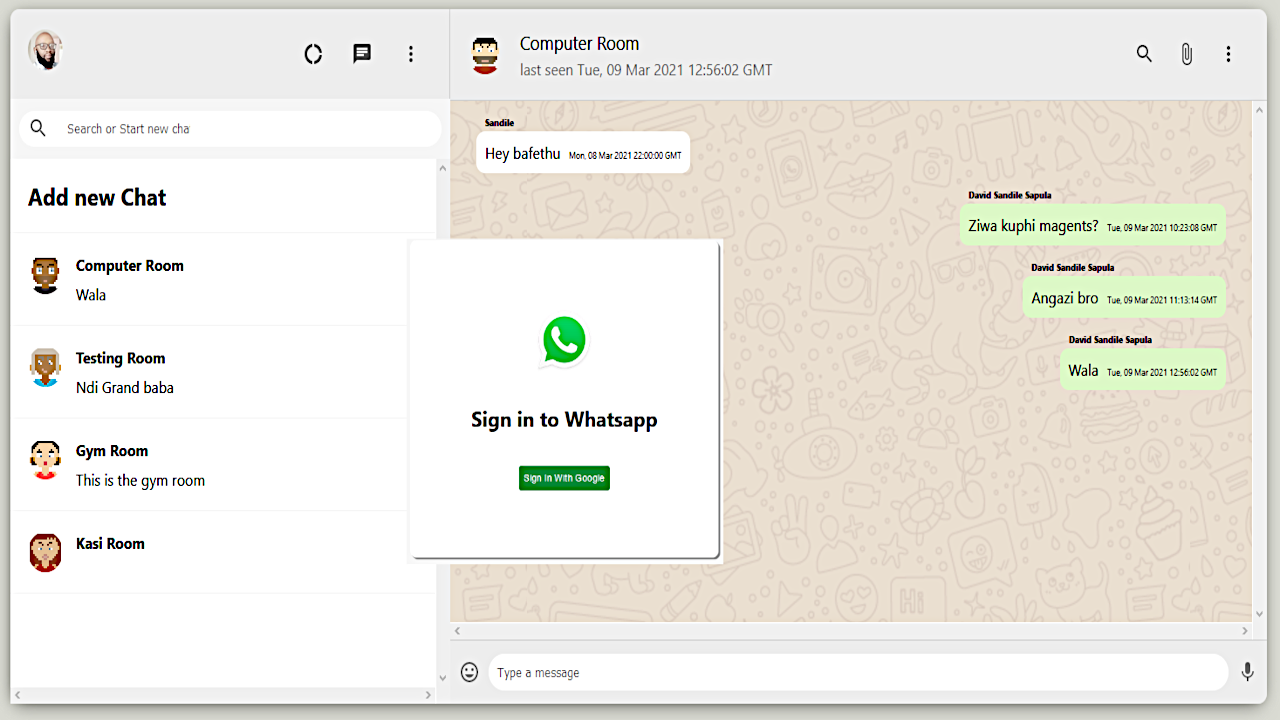 Computer Room
last seen Tue, 09 Mar 2021 12:56:02 GMT
Search or Start new cha
Add new Chat
Computer Room
Wala
Testing Room
Ndi Grand baba
Gym Room
This is the gym room
Kasi Room
Sandile
Hey bafethu Mon, 08 Mar 2021 22:00:00 GMT
David Sandile Sapula
Ziwa kuphi magents? Tue, 09 Mar 2021 10:23:08 GMT
David Sandile Sapula
Angazi bro Tue, 09 Mar 2021 11:13:14 GMT
David Sandile Sapula
Wala Tue, 09 Mar 2021 12:56:02 GMT
Sign in to Whatsapp
Sign In With Google
Hi
Type a message